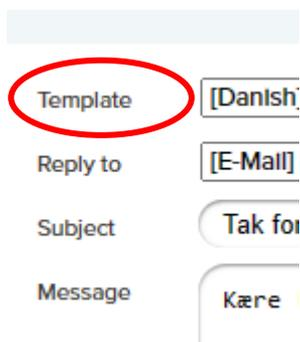 Template [Danish]
Reply to [E-Mail]
Subject Tak for
Message Kære